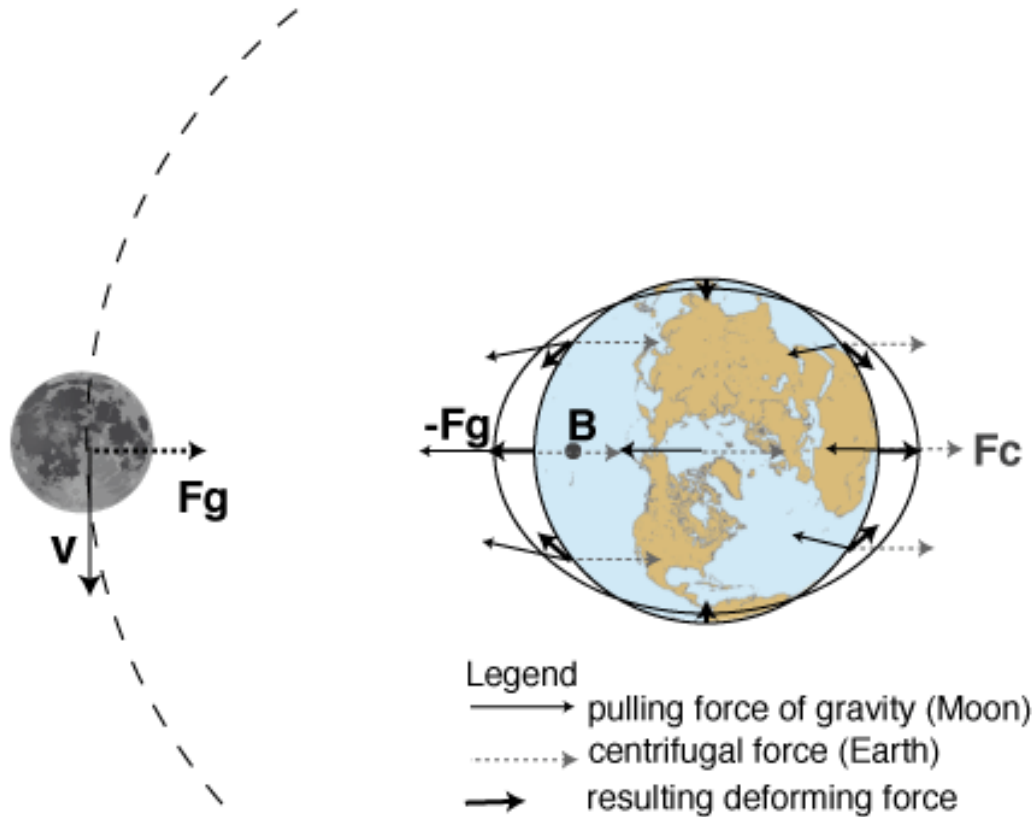 -Fg
B
Fc
Fg
v
Legend
pulling force of gravity (Moon)
centrifugal force (Earth)
resulting deforming force